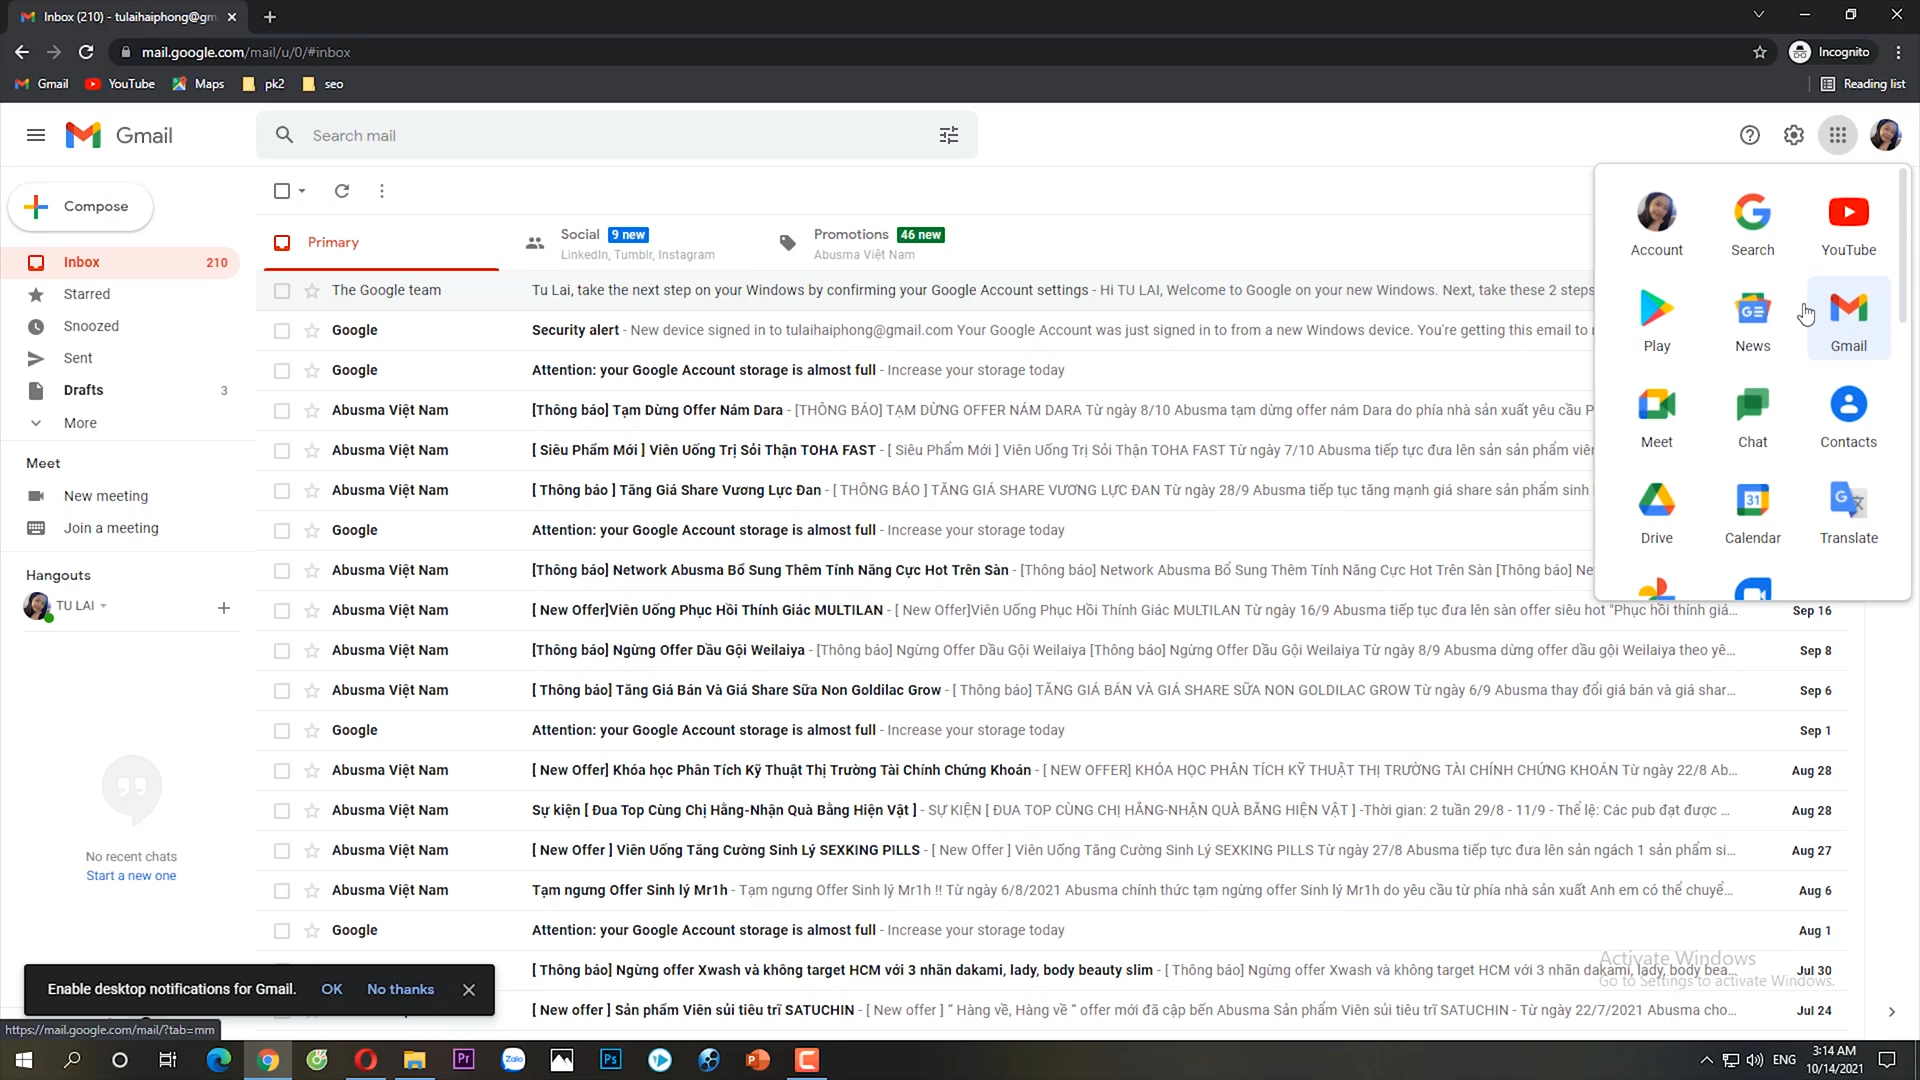 Inbox (210) - tulaihaiphong@gm
mail.google.com/mail/u/0/#inbox
Incognito
Gmail
YouTube
Maps
pk2
seo
Reading list
Gmail
Search mail
Compose
Inbox 210
Starred
Snoozed
Sent
Drafts 3
More
Meet
New meeting
Join a meeting
Hangouts
TU LAI
No recent chats
Start a new one
Primary
Social 9 new
LinkedIn, Tumblr, Instagram
Promotions 46 new
Abusma Việt Nam
The Google team Tu Lai, take the next step on your Windows by confirming your Google Account settings - Hi TU LAI, Welcome to Google on your new Windows. Next, take these 2 steps
Google Security alert - New device signed in to tulaihaiphong@gmail.com Your Google Account was just signed in to from a new Windows device. You're getting this email to
Google Attention: your Google Account storage is almost full - Increase your storage today
Abusma Việt Nam [Thông báo] Tạm Dừng Offer Nám Dara - [THÔNG BÁO] TẠM DỪNG OFFER NÁM DARA Từ ngày 8/10 Abusma tạm dừng offer nám Dara do phía nhà sản xuất yêu cầu
Abusma Việt Nam [ Siêu Phẩm Mới ] Viên Uống Trị Sỏi Thận TOHA FAST - [ Siêu Phẩm Mới ] Viên Uống Trị Sỏi Thận TOHA FAST Từ ngày 7/10 Abusma tiếp tục đưa lên sản sản phẩm viên
Abusma Việt Nam [ Thông báo ] Tăng Giá Share Vương Lực Đan - [ THÔNG BÁO ] TĂNG GIÁ SHARE VƯƠNG LỰC ĐAN Từ ngày 28/9 Abusma tiếp tục tăng mạnh giá share sản phẩm sinh
Google Attention: your Google Account storage is almost full - Increase your storage today
Abusma Việt Nam [Thông báo] Network Abusma Bổ Sung Thêm Tính Năng Cực Hot Trên Sàn - [Thông báo] Network Abusma Bổ Sung Thêm Tính Năng Cực Hot Trên Sàn [Thông báo] Ne
Abusma Việt Nam [ New Offer]Viên Uống Phục Hồi Thính Giác MULTILAN - [ New Offer]Viên Uống Phục Hồi Thính Giác MULTILAN Từ ngày 16/9 Abusma tiếp tục đưa lên sàn offer siêu hot "Phục hồi thính giá... Sep 16
Abusma Việt Nam [Thông báo] Ngừng Offer Dầu Gội Weilaiya - [Thông báo] Ngừng Offer Dầu Gội Weilaiya [Thông báo] Ngừng Offer Dầu Gội Weilaiya Từ ngày 8/9 Abusma dừng offer dầu gội Weilaiya theo yê... Sep 8
Abusma Việt Nam [ Thông báo] Tăng Giá Bán Và Giá Share Sữa Non Goldilac Grow - [ Thông báo] TĂNG GIÁ BÁN VÀ GIÁ SHARE SỮA NON GOLDILAC GROW Từ ngày 6/9 Abusma thay đổi giá bán và giá shar... Sep 6
Google Attention: your Google Account storage is almost full - Increase your storage today Sep 1
Abusma Việt Nam [ New Offer] Khóa học Phân Tích Kỹ Thuật Thị Trường Tài Chính Chứng Khoán - [ NEW OFFER] KHÓA HỌC PHÂN TÍCH KỸ THUẬT THỊ TRƯỜNG TÀI CHÍNH CHỨNG KHOÁN Từ ngày 22/8 Ab... Aug 28
Abusma Việt Nam Sự kiện [ Đua Top Cùng Chị Hằng-Nhận Quà Bằng Hiện Vật ] - SỰ KIỆN [ ĐUA TOP CÙNG CHỊ HẰNG-NHẬN QUÀ BẰNG HIỆN VẬT ] -Thời gian: 2 tuần 29/8 - 11/9 - Thể lệ: Các pub đạt được ... Aug 28
Abusma Việt Nam [ New Offer ] Viên Uống Tăng Cường Sinh Lý SEXKING PILLS - [ New Offer ] Viên Uống Tăng Cường Sinh Lý SEXKING PILLS Từ ngày 27/8 Abusma tiếp tục đưa lên sản ngách 1 sản phẩm si... Aug 27
Abusma Việt Nam Tạm ngưng Offer Sinh lý Mr1h - Tạm ngưng Offer Sinh lý Mr1h !! Từ ngày 6/8/2021 Abusma chính thức tạm ngừng offer Sinh lý Mr1h do yêu cầu từ phía nhà sản xuất Anh em có thể chuyể... Aug 6
Google Attention: your Google Account storage is almost full - Increase your storage today Aug 1
[ Thông báo] Ngừng offer Xwash và không target HCM với 3 nhãn dakami, lady, body beauty slim - [ Thông báo] Ngừng offer Xwash và không target HCM với 3 nhãn dakami, lady, body bea... Jul 30
[ New offer ] Sản phẩm Viên sủi tiêu trĩ SATUCHIN - [ New offer ] " Hàng về, Hàng về " offer mới đã cập bến Abusma Sản phẩm Viên sủi tiêu trĩ SATUCHIN - Từ ngày 22/7/2021 Abusma cho... Jul 24
Account
Search
YouTube
Play
News
Gmail
Meet
Chat
Contacts
Drive
Calendar
Translate
Activate Windows
Go to Settings to activate Windows.
Enable desktop notifications for Gmail. OK No thanks
https://mail.google.com/mail/?tab=mm
ENG
3:14 AM
10/14/2021